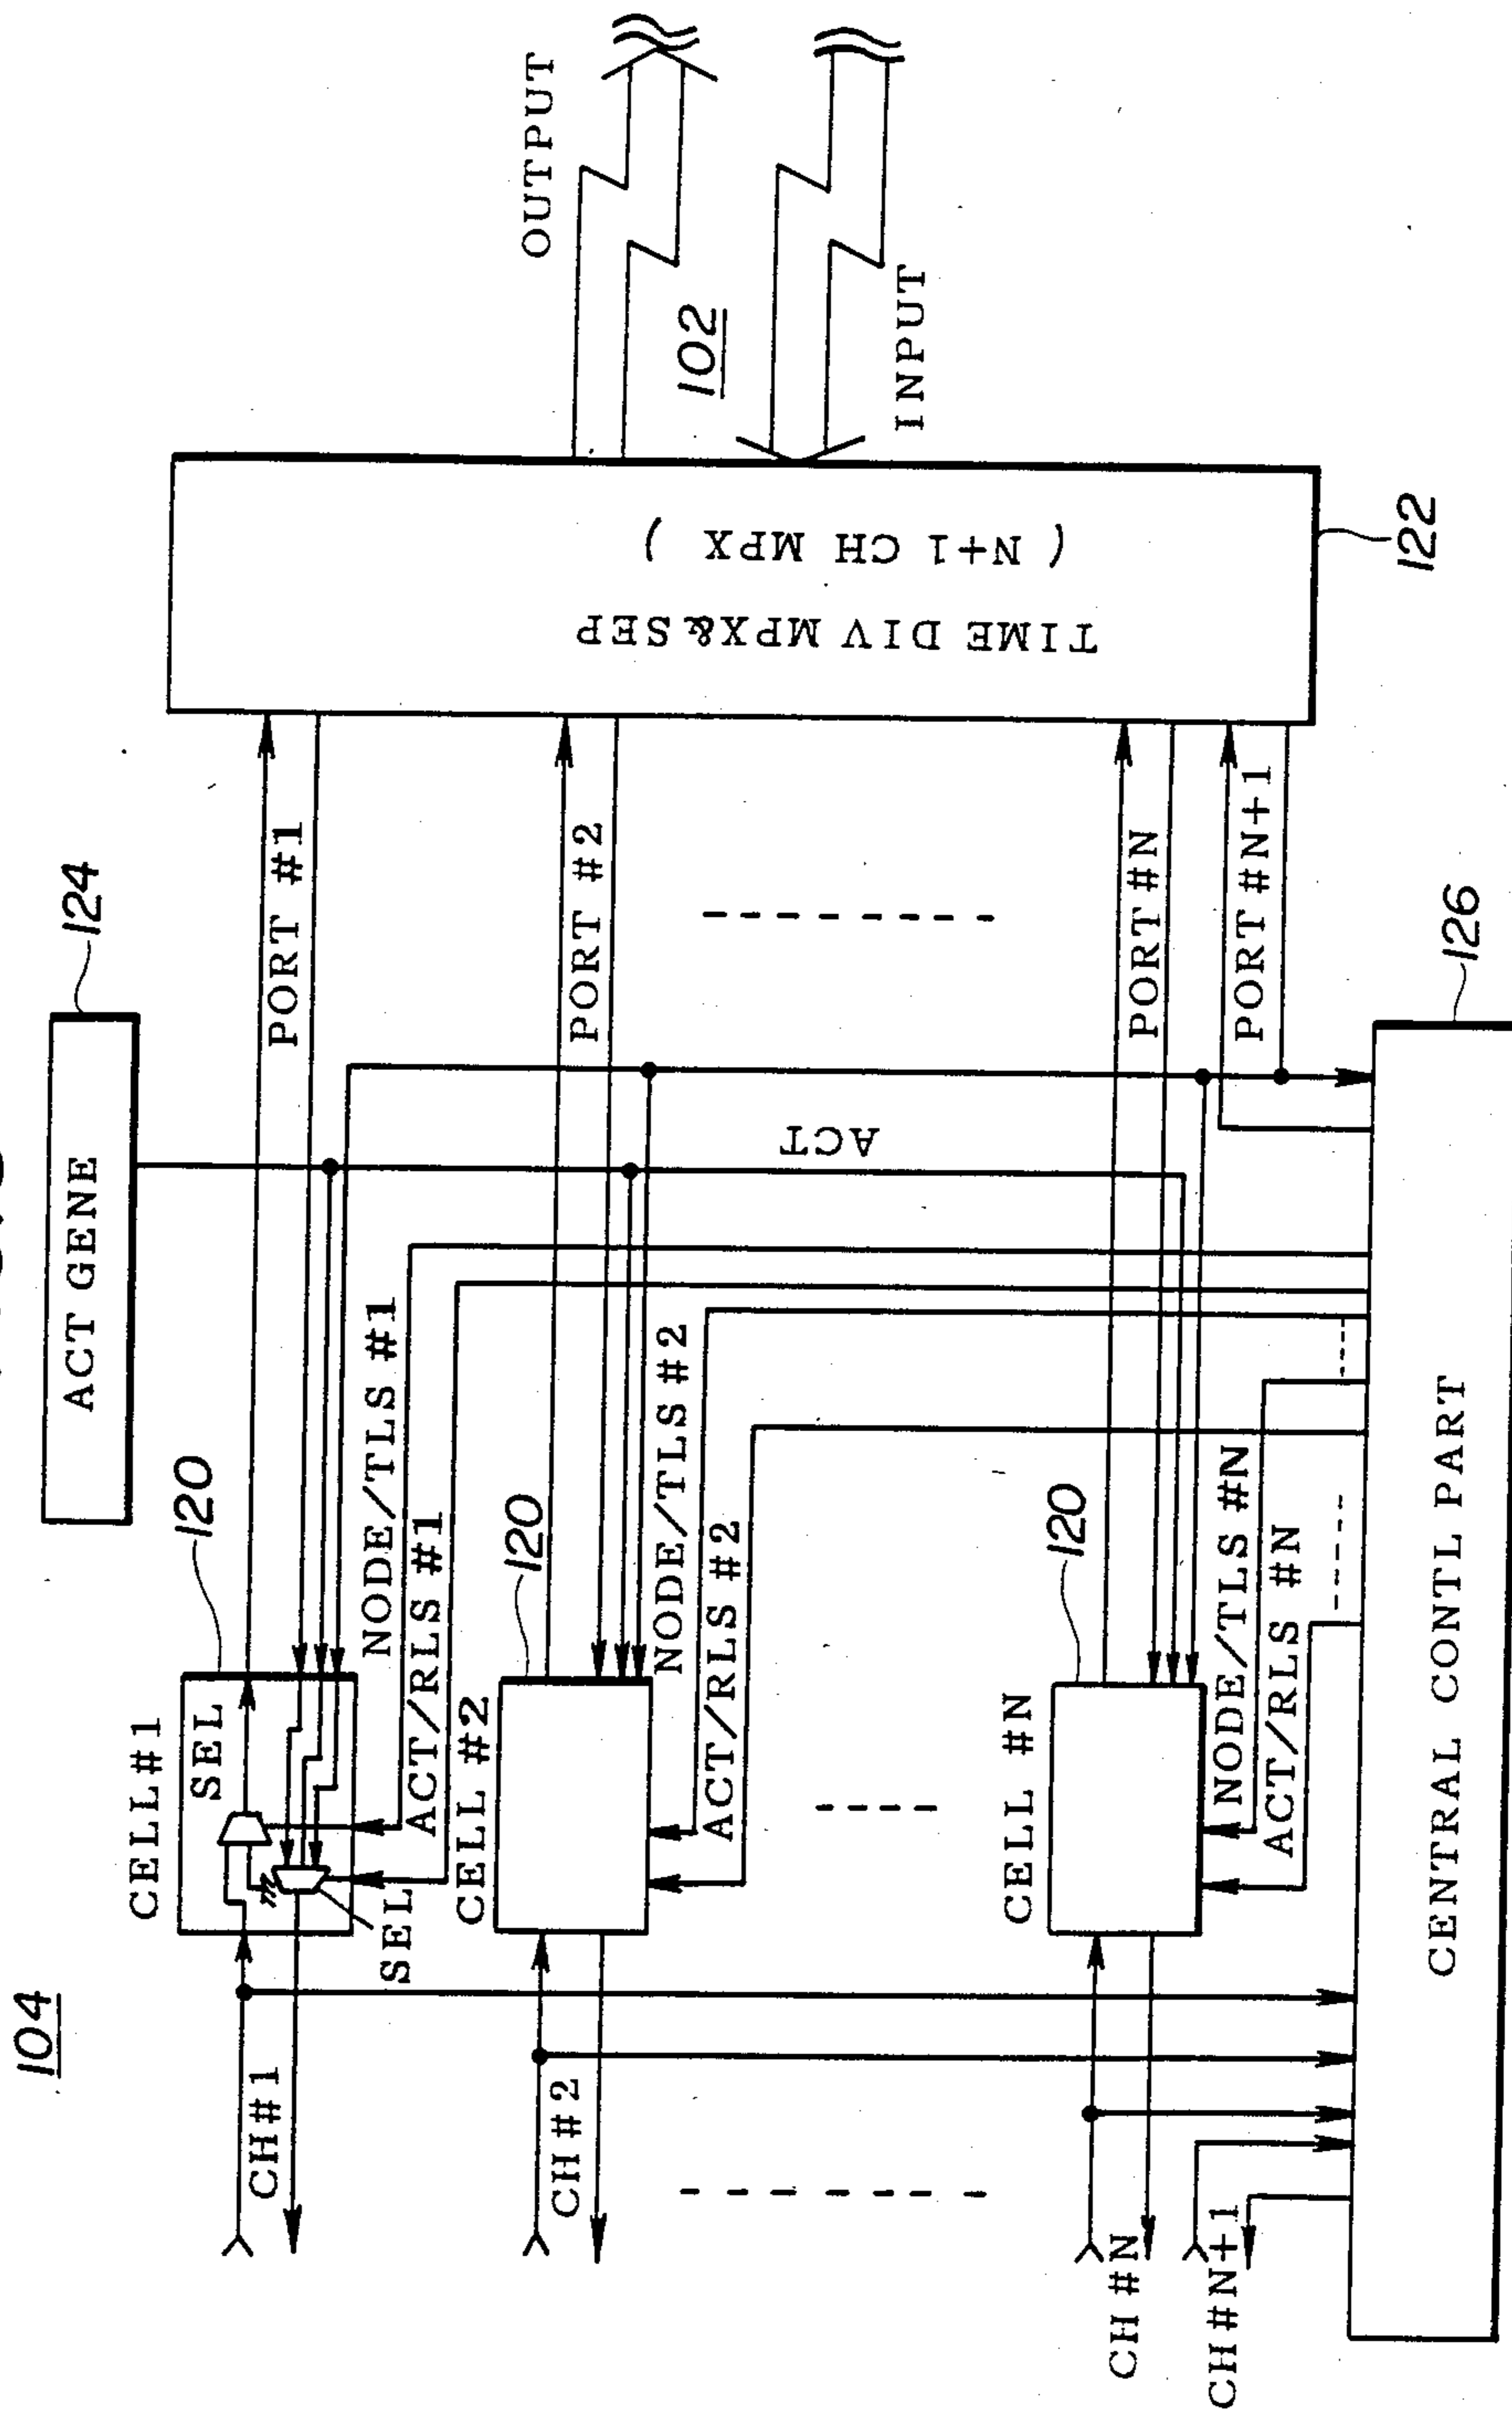 104
ACT GENE
124
CELL#1
SEL
SEL
120
CH#1
PORT #1
NODE/TLS #1
ACT/RLS #1
CELL #2
120
CH#2
PORT #2
NODE/TLS #2
ACT/RLS #2
ACT
CELL #N
120
CH#N
PORT#N
NODE/TLS #N
ACT/RLS #N
CH#N+1
PORT #N+1
CENTRAL CONTL PART
126
TIME DIV MPX&SEP
( N+1 CH MPX )
122
OUTPUT
102
INPUT